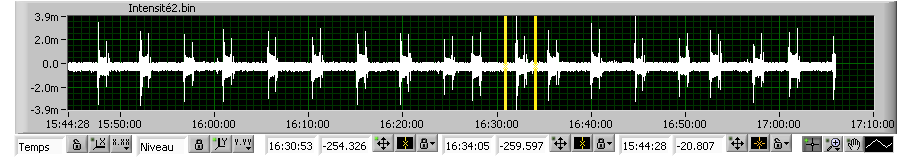 Intensité2.bin
3.9m
2.0m
0.0
-2.0m
-3.9m
15:44:28 15:50:00 16:00:00 16:10:00 16:20:00 16:30:00 16:40:00 16:50:00 17:00:00 17:10:00
Temps X.XX Niveau Y.YY 16:30:53 -254.326 16:34:05 -259.597 15:44:28 -20.807